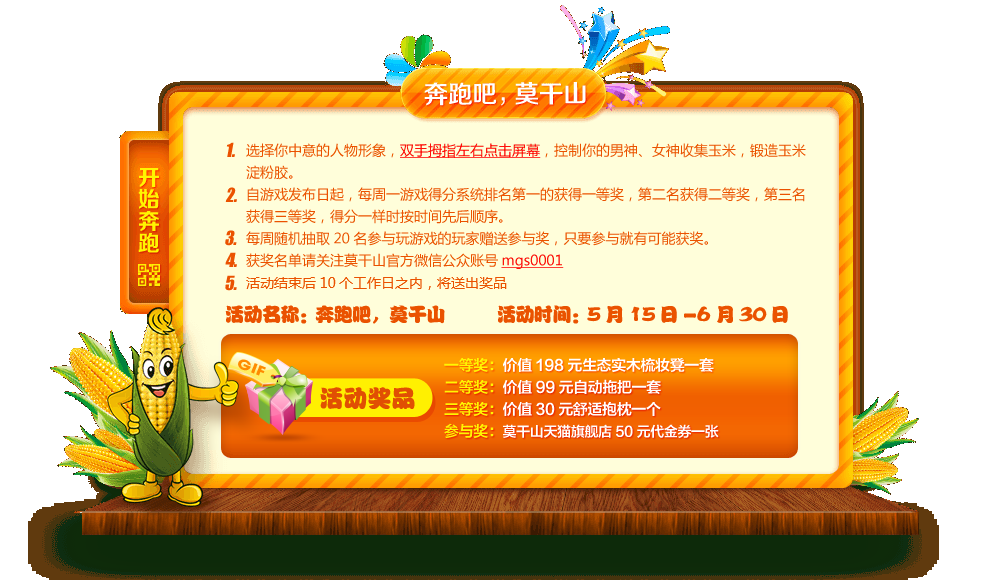 奔跑吧，莫干山
开始奔跑
1. 选择你中意的人物形象，双手拇指左右点击屏幕，控制你的男神、女神收集玉米，锻造玉米
淀粉胶。
2. 自游戏发布日起，每周一游戏得分系统排名第一的获得一等奖，第二名获得二等奖，第三名
获得三等奖，得分一样时按时间先后顺序。
3. 每周随机抽取 20 名参与玩游戏的玩家赠送参与奖，只要参与就有可能获奖。
4. 获奖名单请关注莫干山官方微信公众账号 mgs0001
5. 活动结束后 10 个工作日之内，将送出奖品
活动名称：奔跑吧，莫干山 活动时间：5 月 15 日 -6 月 30 日
GIF
活动奖品
一等奖：价值 198 元生态实木梳妆凳一套
二等奖：价值 99 元自动拖把一套
三等奖：价值 30 元舒适抱枕一个
参与奖：莫干山天猫旗舰店 50 元代金券一张